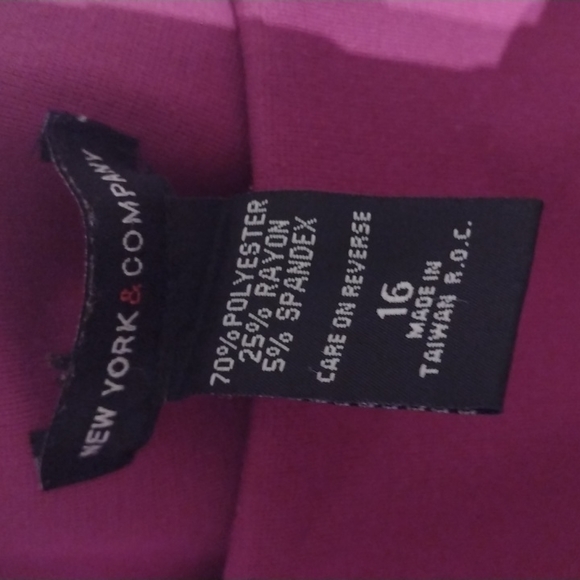 NEW YORK & COMPANY
70% POLYESTER
25% RAYON
5% SPANDEX
CARE ON REVERSE
16
MADE IN
TAIWAN R.O.C.